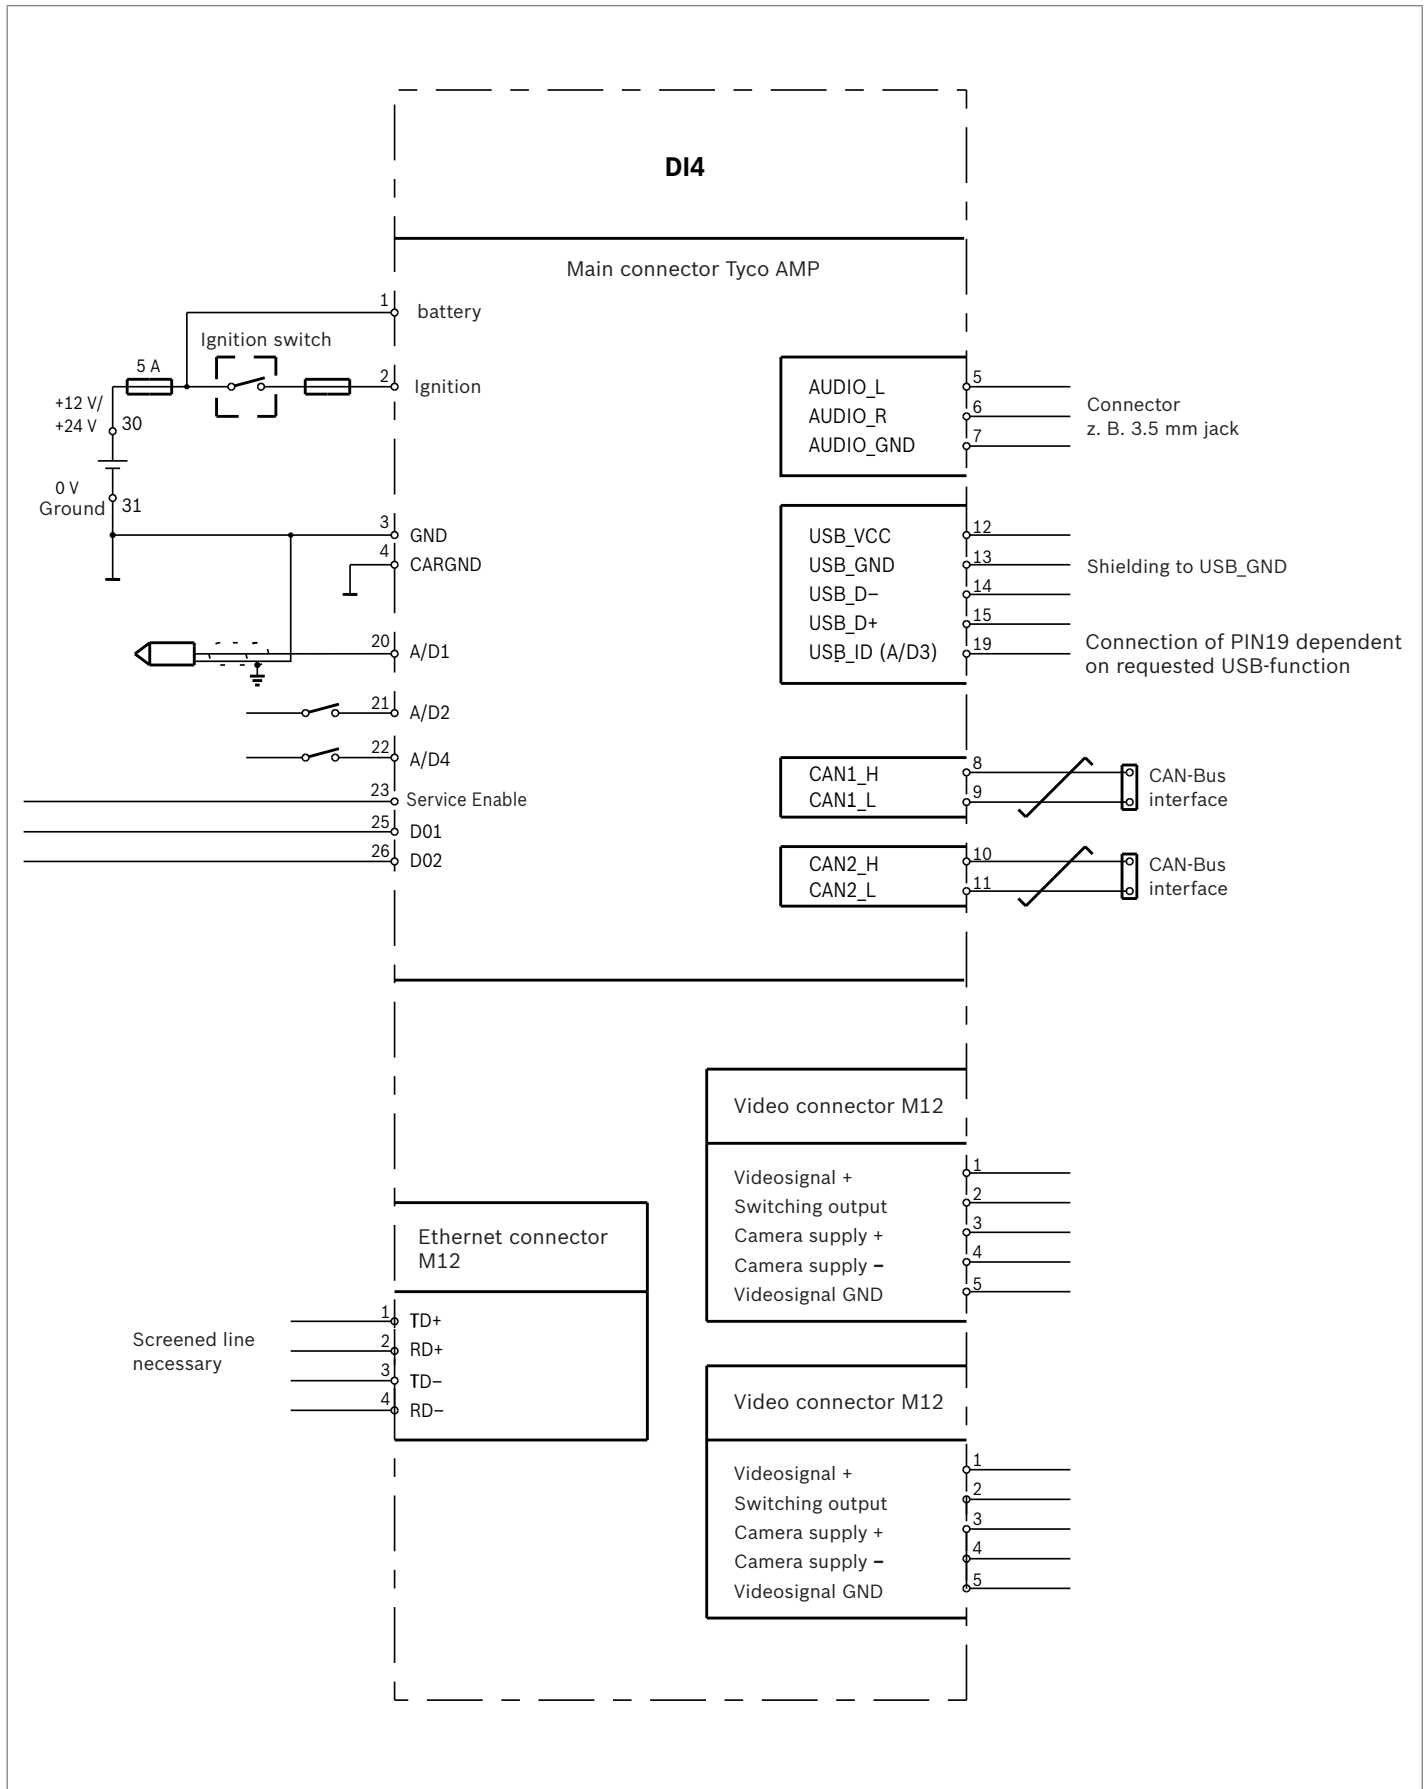 DI4
Main connector Tyco AMP
1
battery
Ignition switch
5 A
2
Ignition
+12 V/
+24 V
30
0 V
Ground
31
3
GND
4
CARGND
20
A/D1
21
A/D2
22
A/D4
23
Service Enable
25
D01
26
D02
AUDIO_L
5
AUDIO_R
6
AUDIO_GND
7
Connector
z. B. 3.5 mm jack
USB_VCC
12
USB_GND
13
Shielding to USB_GND
USB_D–
14
USB_D+
15
USB_ID (A/D3)
19
Connection of PIN19 dependent
on requested USB-function
CAN1_H
8
CAN1_L
9
CAN-Bus
interface
CAN2_H
10
CAN2_L
11
CAN-Bus
interface
Video connector M12
Videosignal +
1
Switching output
2
Camera supply +
3
Camera supply –
4
Videosignal GND
5
Ethernet connector
M12
Screened line
necessary
1
TD+
2
RD+
3
TD–
4
RD–
Video connector M12
Videosignal +
1
Switching output
2
Camera supply +
3
Camera supply –
4
Videosignal GND
5